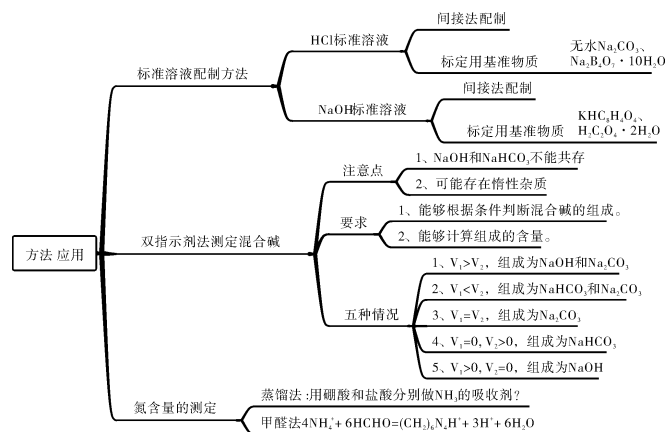 间接法配制
HCl标准溶液
标定用基准物质
无水Na₂CO₃、
Na₂B₄O₇·10H₂O
标准溶液配制方法
间接法配制
NaOH标准溶液
标定用基准物质
KHC₈H₄O₄、
H₂C₂O₄·2H₂O
注意点
1、NaOH和NaHCO₃不能共存
2、可能存在惰性杂质
要求
1、能够根据条件判断混合碱的组成。
2、能够计算组成的含量。
方法 应用
双指示剂法测定混合碱
五种情况
1、V₁>V₂，组成为NaOH和Na₂CO₃
2、V₁<V₂，组成为NaHCO₃和Na₂CO₃
3、V₁=V₂，组成为Na₂CO₃
4、V₁=0, V₂>0，组成为NaHCO₃
5、V₁>0, V₂=0，组成为NaOH
氮含量的测定
蒸馏法:用硼酸和盐酸分别做NH₃的吸收剂?
甲醛法4NH₄⁺+6HCHO=(CH₂)₆N₄H⁺+3H⁺+6H₂O